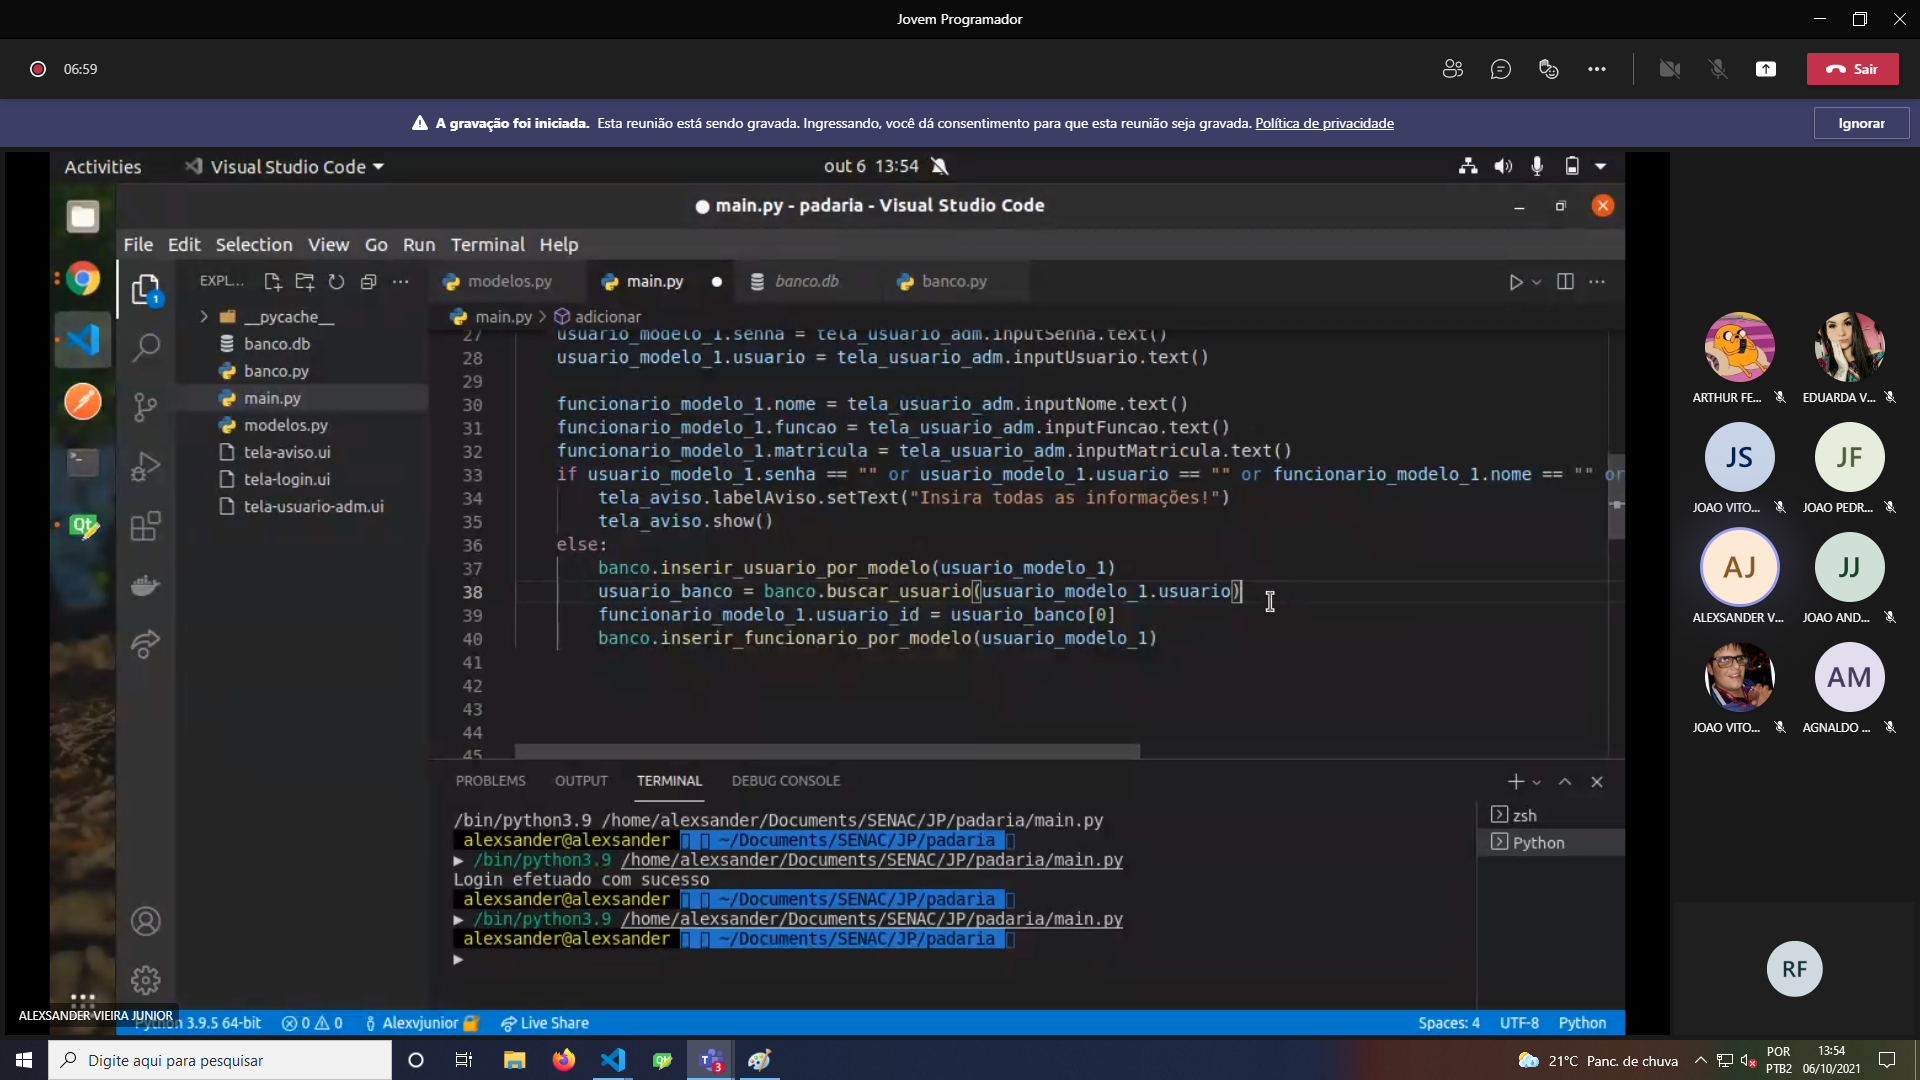 Jovem Programador
06:59
Sair
A gravação foi iniciada. Esta reunião está sendo gravada. Ingressando, você dá consentimento para que esta reunião seja gravada. Política de privacidade
Ignorar
Activities
Visual Studio Code
out 6 13:54
main.py - padaria - Visual Studio Code
File Edit Selection View Go Run Terminal Help
EXPL...
modelos.py
main.py
banco.db
banco.py
main.py > adicionar
1
__pycache__
banco.db
banco.py
main.py
modelos.py
tela-aviso.ui
tela-login.ui
tela-usuario-adm.ui
Qt
27 usuario_modelo_1.senha = tela_usuario_adm.inputSenha.text()
28 usuario_modelo_1.usuario = tela_usuario_adm.inputUsuario.text()
29
30 funcionario_modelo_1.nome = tela_usuario_adm.inputNome.text()
31 funcionario_modelo_1.funcao = tela_usuario_adm.inputFuncao.text()
32 funcionario_modelo_1.matricula = tela_usuario_adm.inputMatricula.text()
33 if usuario_modelo_1.senha == "" or usuario_modelo_1.usuario == "" or funcionario_modelo_1.nome == "" or
34 tela_aviso.labelAviso.setText("Insira todas as informações!")
35 tela_aviso.show()
36 else:
37 banco.inserir_usuario_por_modelo(usuario_modelo_1)
38 usuario_banco = banco.buscar_usuario(usuario_modelo_1.usuario)
39 funcionario_modelo_1.usuario_id = usuario_banco[0]
40 banco.inserir_funcionario_por_modelo(usuario_modelo_1)
41
42
43
44
45
PROBLEMS OUTPUT TERMINAL DEBUG CONSOLE
/bin/python3.9 /home/alexsander/Documents/SENAC/JP/padaria/main.py
alexsander@alexsander ~/Documents/SENAC/JP/padaria
/bin/python3.9 /home/alexsander/Documents/SENAC/JP/padaria/main.py
Login efetuado com sucesso
alexsander@alexsander ~/Documents/SENAC/JP/padaria
/bin/python3.9 /home/alexsander/Documents/SENAC/JP/padaria/main.py
alexsander@alexsander ~/Documents/SENAC/JP/padaria
zsh
Python
ARTHUR FE...
EDUARDA V...
JS
JF
JOAO VITO...
JOAO PEDR...
AJ
JJ
ALEXSANDER V...
JOAO AND...
AM
JOAO VITO...
AGNALDO ...
RF
ALEXSANDER VIEIRA JUNIOR
Python 3.9.5 64-bit
0 0
Alexvjunior
Live Share
Spaces: 4
UTF-8
Python
Digite aqui para pesquisar
3
21°C Panc. de chuva
POR
PTB2
13:54
06/10/2021